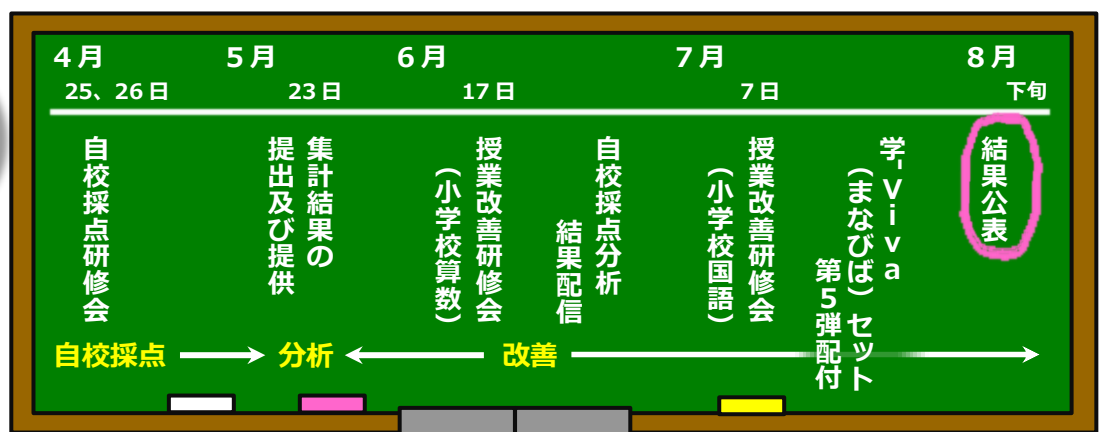 4月
5月
6月
7月
8月
25、26日
23日
17日
7日
下旬
自校採点研修会
集計結果の
提出及び提供
授業改善研修会
（小学校算数）
自校採点分析
結果配信
授業改善研修会
（小学校国語）
学-Viva
（まなびば）セット
第5弾配付
結果公表
自校採点
分析
改善